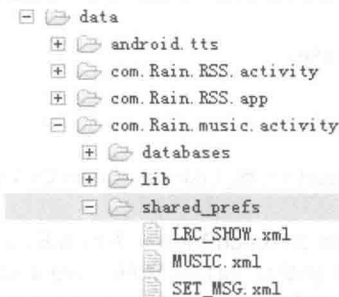 data
android.tts
com.Rain.RSS.activity
com.Rain.RSS.app
com.Rain.music.activity
databases
lib
shared_prefs
LRC_SHOW.xml
MUSIC.xml
SET_MSG.xml